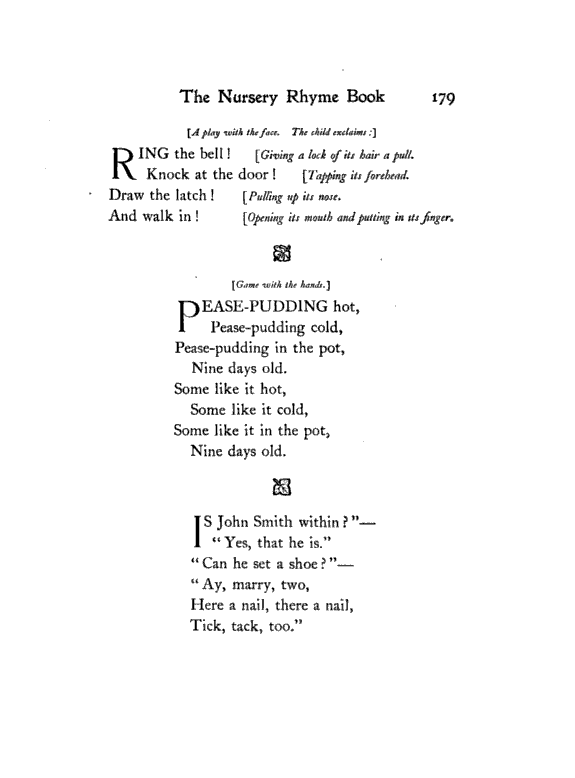 The Nursery Rhyme Book 179
[A play with the face. The child exclaims:]
RING the bell! [Giving a lock of its hair a pull.
Knock at the door! [Tapping its forehead.
Draw the latch! [Pulling up its nose.
And walk in! [Opening its mouth and putting in its finger.
[Game with the hands.]
PEASE-PUDDING hot,
Pease-pudding cold,
Pease-pudding in the pot,
Nine days old.
Some like it hot,
Some like it cold,
Some like it in the pot,
Nine days old.
IS John Smith within?"—
"Yes, that he is."
"Can he set a shoe?"—
"Ay, marry, two,
Here a nail, there a nail,
Tick, tack, too."